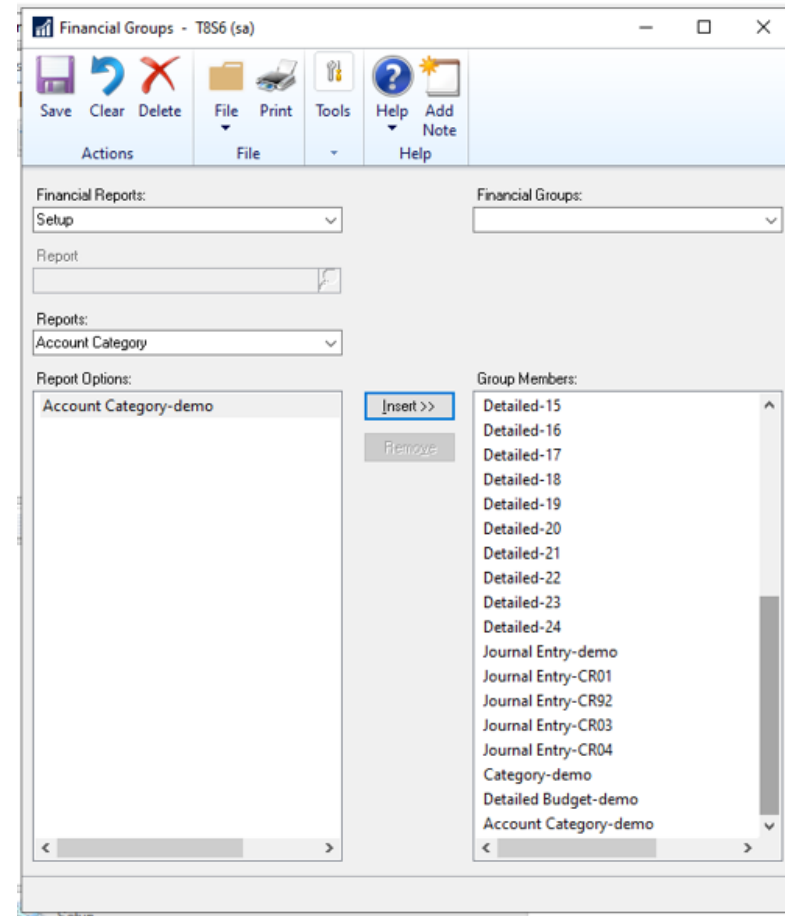 Financial Groups - T8S6 (sa)
Save Clear Delete File Print Tools Help Add Note
Actions File Help
Financial Reports:
Setup
Financial Groups:
Report
Reports:
Account Category
Report Options:
Account Category-demo
Insert >>
Remove
Group Members:
Detailed-15
Detailed-16
Detailed-17
Detailed-18
Detailed-19
Detailed-20
Detailed-21
Detailed-22
Detailed-23
Detailed-24
Journal Entry-demo
Journal Entry-CR01
Journal Entry-CR92
Journal Entry-CR03
Journal Entry-CR04
Category-demo
Detailed Budget-demo
Account Category-demo